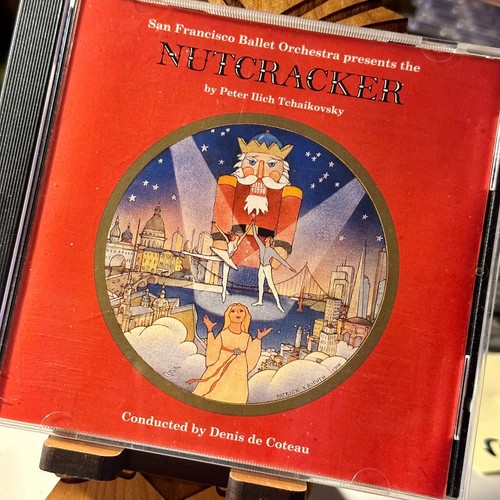 San Francisco Ballet Orchestra presents the
NUTCRACKER
by Peter Ilich Tchaikovsky
Conducted by Denis de Coteau